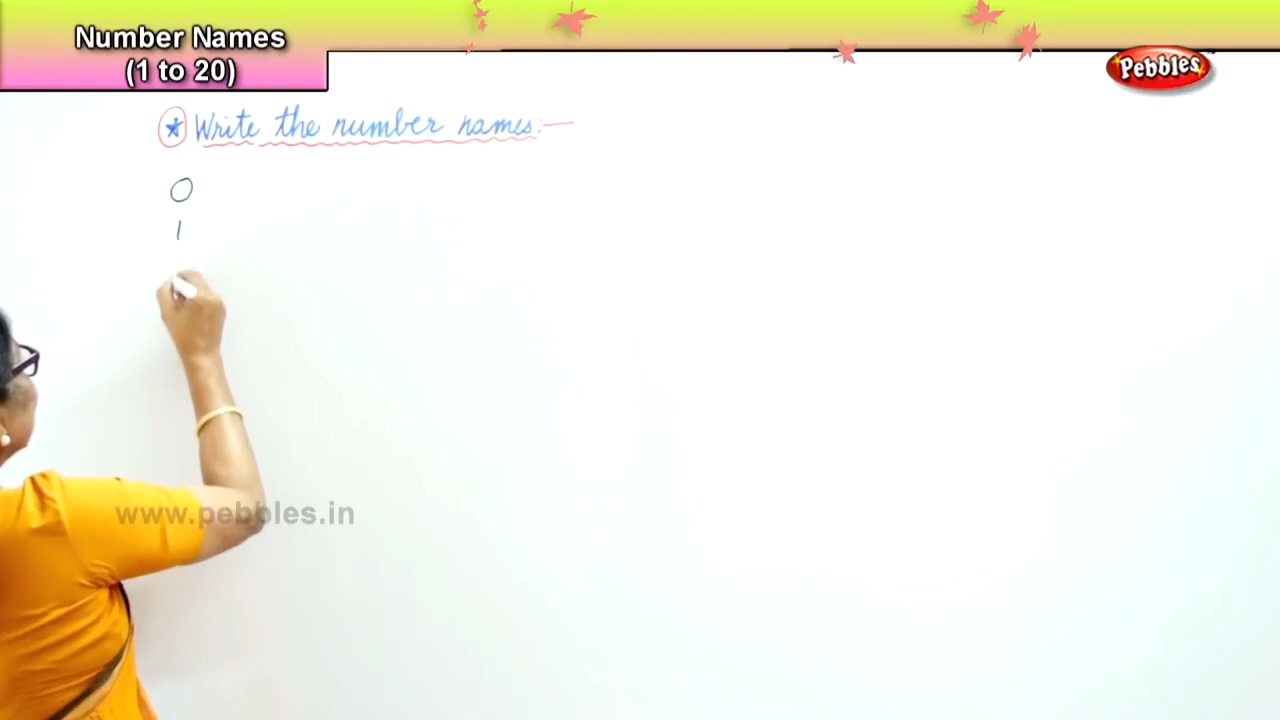 Number Names
(1 to 20)
Pebbles
★ Write the number names:—
0
1
www.pebbles.in